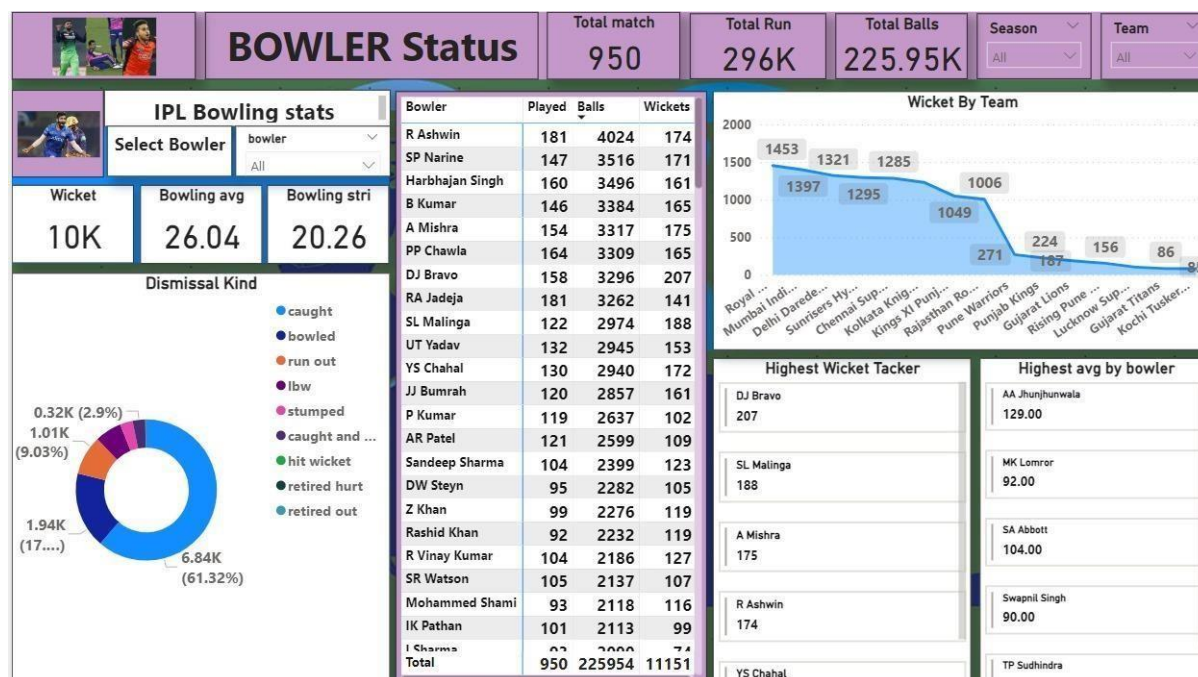 BOWLER Status
Total match
950
Total Run
296K
Total Balls
225.95K
Season
All
Team
All
IPL Bowling stats
Select Bowler
bowler
All
Wicket
10K
Bowling avg
26.04
Bowling stri
20.26
Dismissal Kind
caught
bowled
run out
lbw
stumped
caught and ...
hit wicket
retired hurt
retired out
0.32K (2.9%)
1.01K
(9.03%)
1.94K
(17....)
6.84K
(61.32%)
Bowler Played Balls Wickets
R Ashwin 181 4024 174
SP Narine 147 3516 171
Harbhajan Singh 160 3496 161
B Kumar 146 3384 165
A Mishra 154 3317 175
PP Chawla 164 3309 165
DJ Bravo 158 3296 207
RA Jadeja 181 3262 141
SL Malinga 122 2974 188
UT Yadav 132 2945 153
YS Chahal 130 2940 172
JJ Bumrah 120 2857 161
P Kumar 119 2637 102
AR Patel 121 2599 109
Sandeep Sharma 104 2399 123
DW Steyn 95 2282 105
Z Khan 99 2276 119
Rashid Khan 92 2232 119
R Vinay Kumar 104 2186 127
SR Watson 105 2137 107
Mohammed Shami 93 2118 116
IK Pathan 101 2113 99
I Sharma
Total 950 225954 11151
Wicket By Team
2000
1500
1000
500
0
1453
1397
1321
1295
1285
1049
1006
271
224
187
156
86
Royal ...
Mumbai Indi...
Delhi Darede...
Sunrisers Hy...
Chennai Sup...
Kolkata Knig...
Kings XI Punj...
Rajasthan Ro...
Pune Warriors
Punjab Kings
Gujarat Lions
Rising Pune ...
Lucknow Sup...
Gujarat Titans
Kochi Tusker...
Highest Wicket Tacker
DJ Bravo
207
SL Malinga
188
A Mishra
175
R Ashwin
174
YS Chahal
Highest avg by bowler
AA Jhunjhunwala
129.00
MK Lomror
92.00
SA Abbott
104.00
Swapnil Singh
90.00
TP Sudhindra